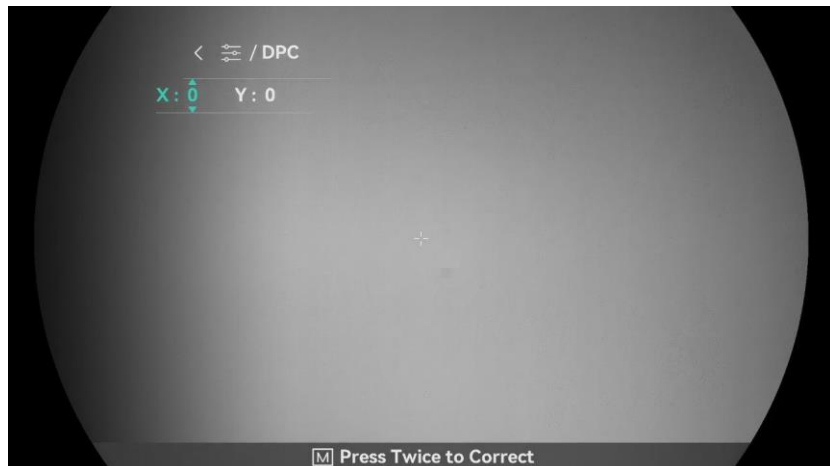 / DPC
X: 0 Y: 0
M Press Twice to Correct